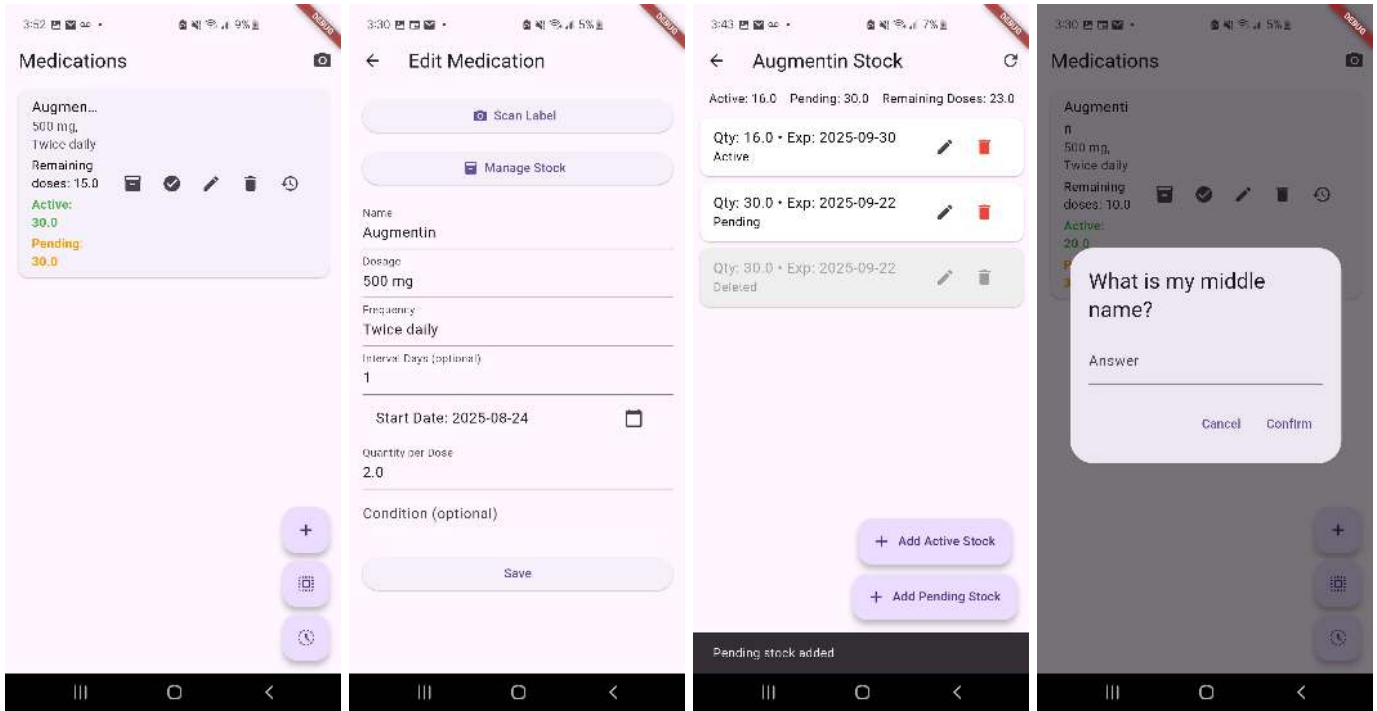 3:52
9%
DEBUG
Medications
Augmen...
500 mg,
Twice daily
Remaining
doses: 15.0
Active:
30.0
Pending:
30.0
3:30
5%
DEBUG
Edit Medication
Scan Label
Manage Stock
Name
Augmentin
Dosage
500 mg
Frequency
Twice daily
Interval Days (optional)
1
Start Date: 2025-08-24
Quantity per Dose
2.0
Condition (optional)
Save
3:43
7%
DEBUG
Augmentin Stock
Active: 16.0 Pending: 30.0 Remaining Doses: 23.0
Qty: 16.0 • Exp: 2025-09-30
Active
Qty: 30.0 • Exp: 2025-09-22
Pending
Qty: 30.0 • Exp: 2025-09-22
Deleted
+ Add Active Stock
+ Add Pending Stock
Pending stock added
3:30
5%
DEBUG
Medications
Augmenti
n
500 mg,
Twice daily
Remaining
doses: 10.0
Active:
20.0
What is my middle
name?
Answer
Cancel Confirm